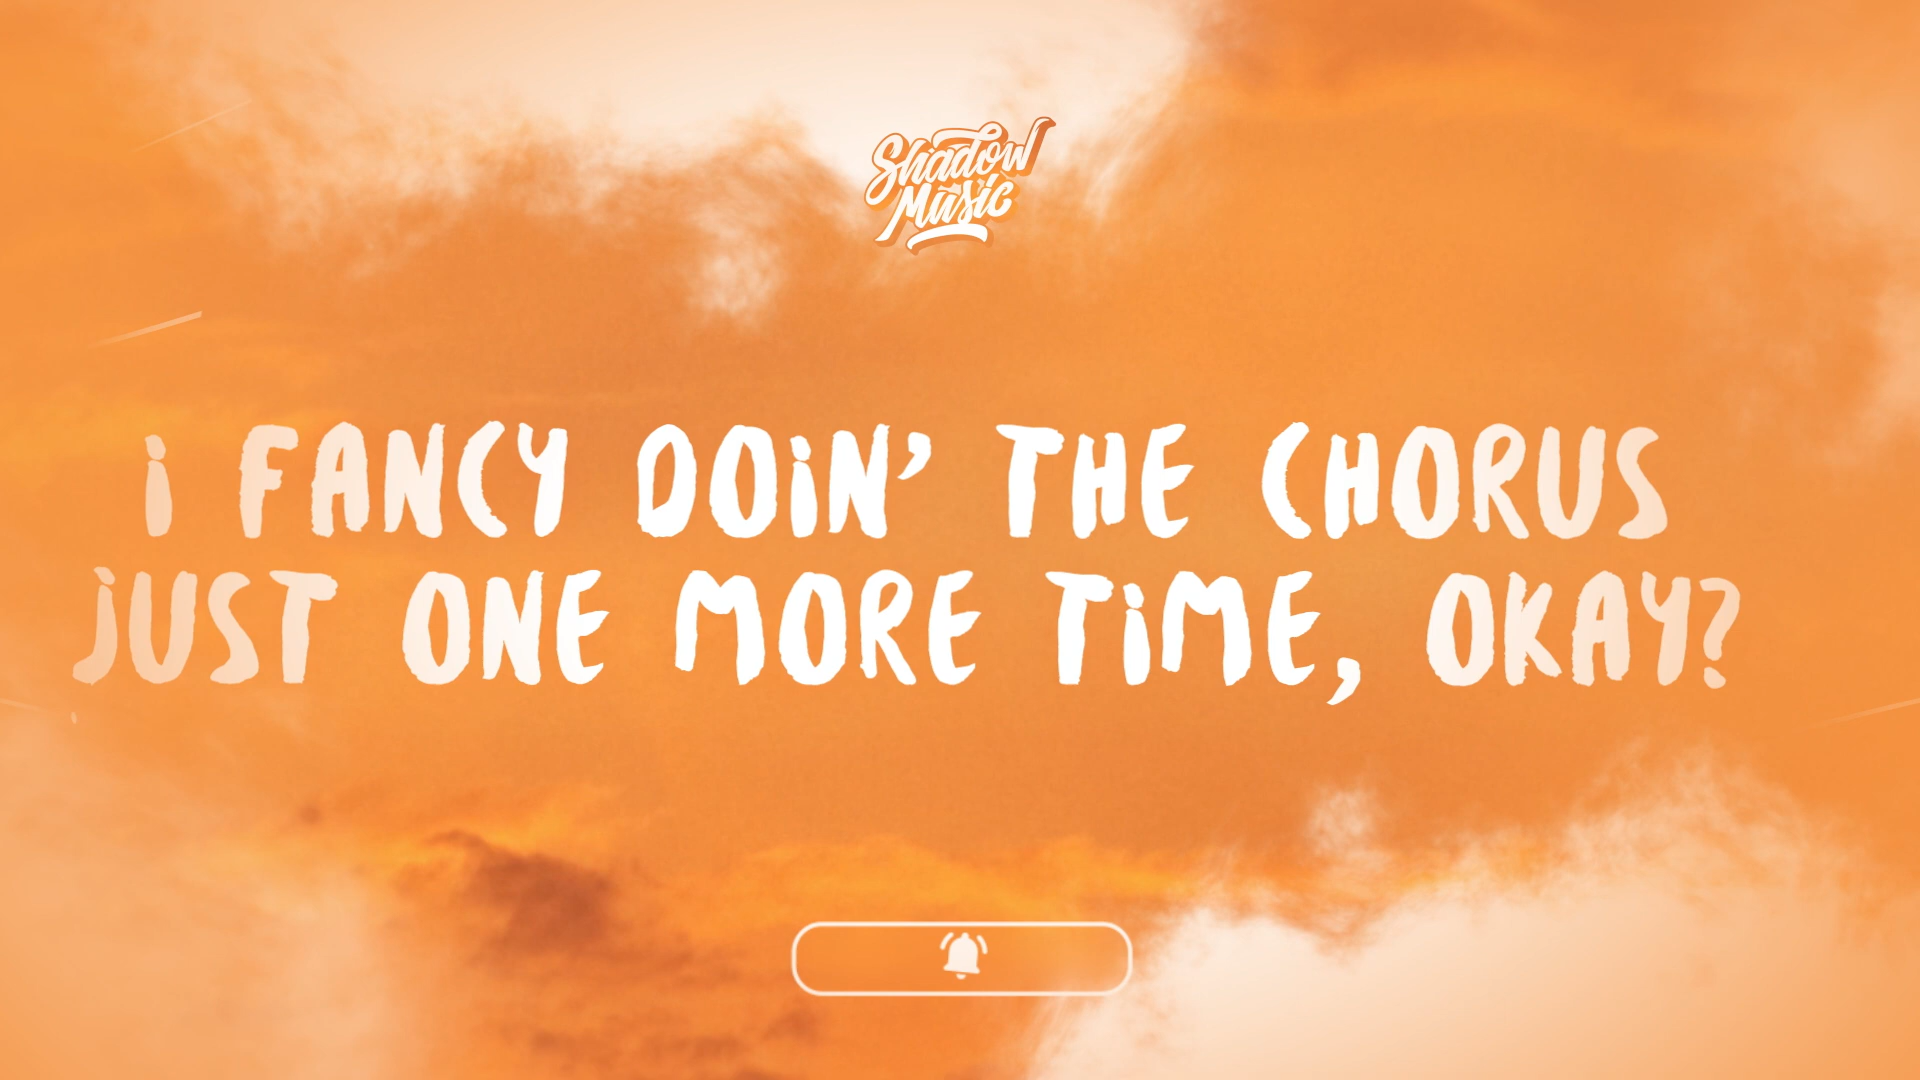 Shadow
Music
i FANCY DOiN’ THE CHORUS
JUST ONE MORE TiME, OKAY?